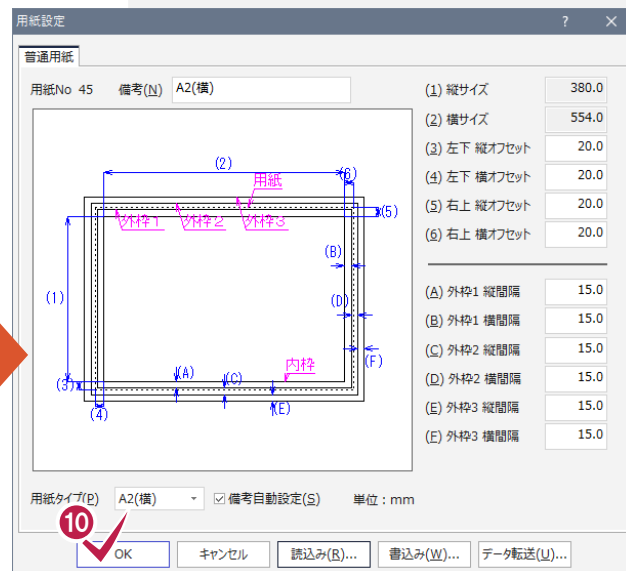 用紙設定 ? ×
普通用紙
用紙No 45 備考(N) A2(横)
(1) 縦サイズ 380.0
(2) 横サイズ 554.0
(3) 左下 縦オフセット 20.0
(4) 左下 横オフセット 20.0
(5) 右上 縦オフセット 20.0
(6) 右上 横オフセット 20.0
(A) 外枠1 縦間隔 15.0
(B) 外枠1 横間隔 15.0
(C) 外枠2 縦間隔 15.0
(D) 外枠2 横間隔 15.0
(E) 外枠3 縦間隔 15.0
(F) 外枠3 横間隔 15.0
(2)
(6)
用紙
(5)
外枠1 外枠2 外枠3
(B)
(1)
(D)
内枠
(F)
(A)
(C)
(3)
(E)
(4)
用紙タイプ(P) A2(横) 備考自動設定(S) 単位：mm
10
OK キャンセル 読込み(R)... 書込み(W)... データ転送(U)...